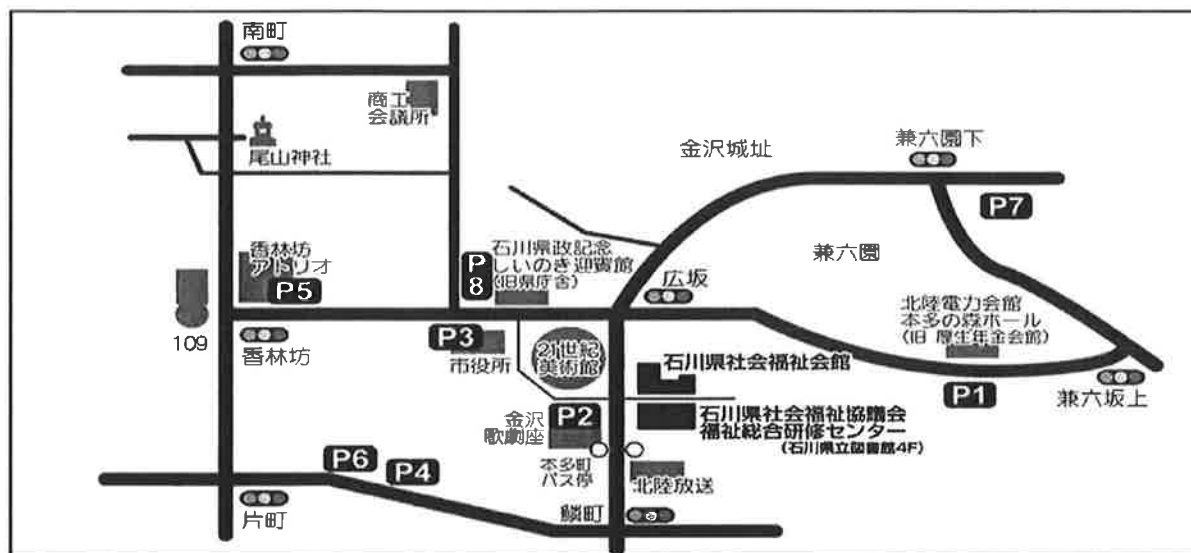 南町
商工
会議所
尾山神社
金沢城址
兼六園下
P7
香林坊
アトリオ
P5
P
8
石川県政記念
しいのき迎賓館
(旧県庁舎)
広坂
兼六園
北陸電力会館
本多の森ホール
(旧 厚生年金会館)
109
香林坊
P3
市役所
21世紀
美術館
石川県社会福祉会館
P1
兼六坂上
金沢
歌劇座
P2
石川県社会福祉協議会
福祉総合研修センター
(石川県立図書館4F)
P6
P4
本多町
バス停
北陸放送
片町
鱗町